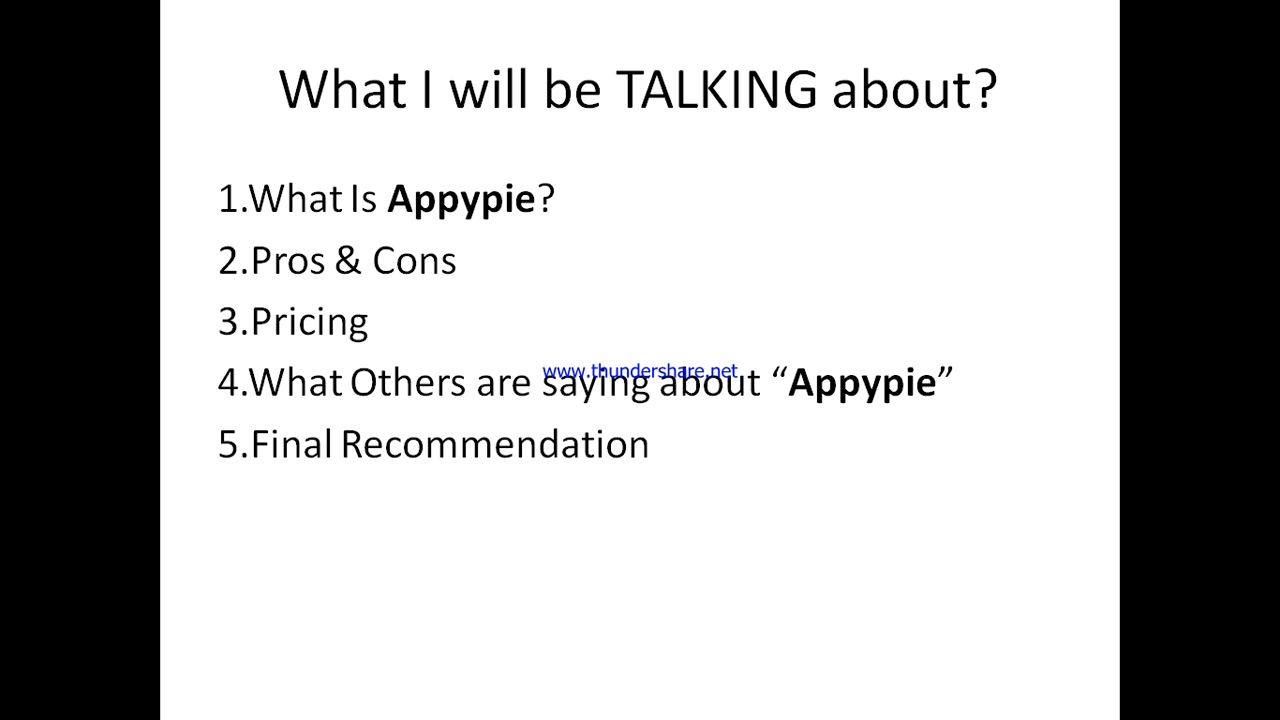 What I will be TALKING about?
1.What Is Appypie?
2.Pros & Cons
3.Pricing
www.thundershare.net
4.What Others are saying about “Appypie”
5.Final Recommendation